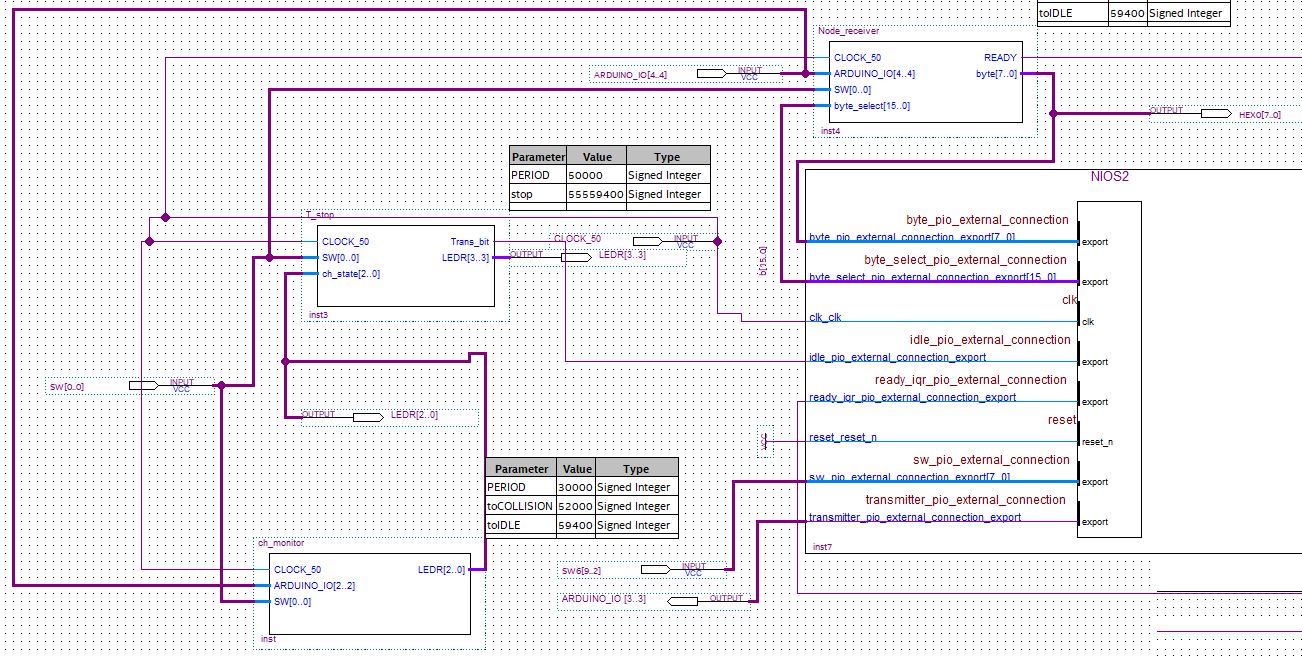 toIDLE 59400 Signed Integer
Node_receiver
CLOCK_50 READY
ARDUINO_IO[4..4] byte[7..0]
SW[0..0]
byte_select[15..0]
inst4
ARDUINO_IO[4..4] INPUT
VCC
OUTPUT HEX0[7..0]
Parameter Value Type
PERIOD 50000 Signed Integer
stop 55559400 Signed Integer
T_stop
CLOCK_50 Trans_bit
SW[0..0] LEDR[3..3]
ch_state[2..0]
inst3
CLOCK_50 INPUT
VCC
OUTPUT LEDR[3..3]
b[15..0]
NIOS2
byte_pio_external_connection
byte_pio_external_connection_export[7..0] export
byte_select_pio_external_connection
byte_select_pio_external_connection_export[15..0] export
clk
clk_clk clk
idle_pio_external_connection
idle_pio_external_connection_export export
ready_iqr_pio_external_connection
ready_iqr_pio_external_connection_export export
reset
reset_reset_n reset_n
sw_pio_external_connection
sw_pio_external_connection_export[7..0] export
transmitter_pio_external_connection
transmitter_pio_external_connection_export export
inst7
VCC
SW[0..0] INPUT
VCC
OUTPUT LEDR[2..0]
Parameter Value Type
PERIOD 30000 Signed Integer
toCOLLISION 52000 Signed Integer
toIDLE 59400 Signed Integer
ch_monitor
CLOCK_50 LEDR[2..0]
ARDUINO_IO[2..2]
SW[0..0]
inst
SW6[9..2] INPUT
VCC
ARDUINO_IO [3..3] OUTPUT